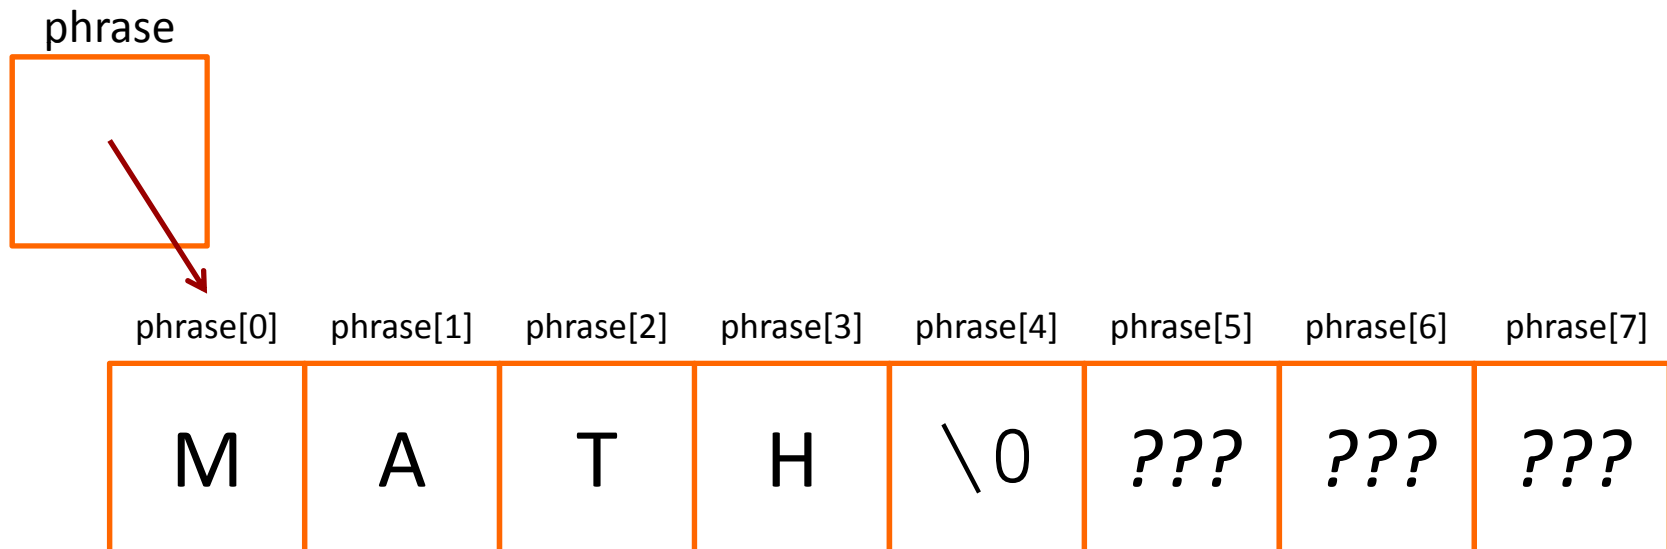 phrase
phrase[0] phrase[1] phrase[2] phrase[3] phrase[4] phrase[5] phrase[6] phrase[7]
M A T H \0 ??? ??? ???